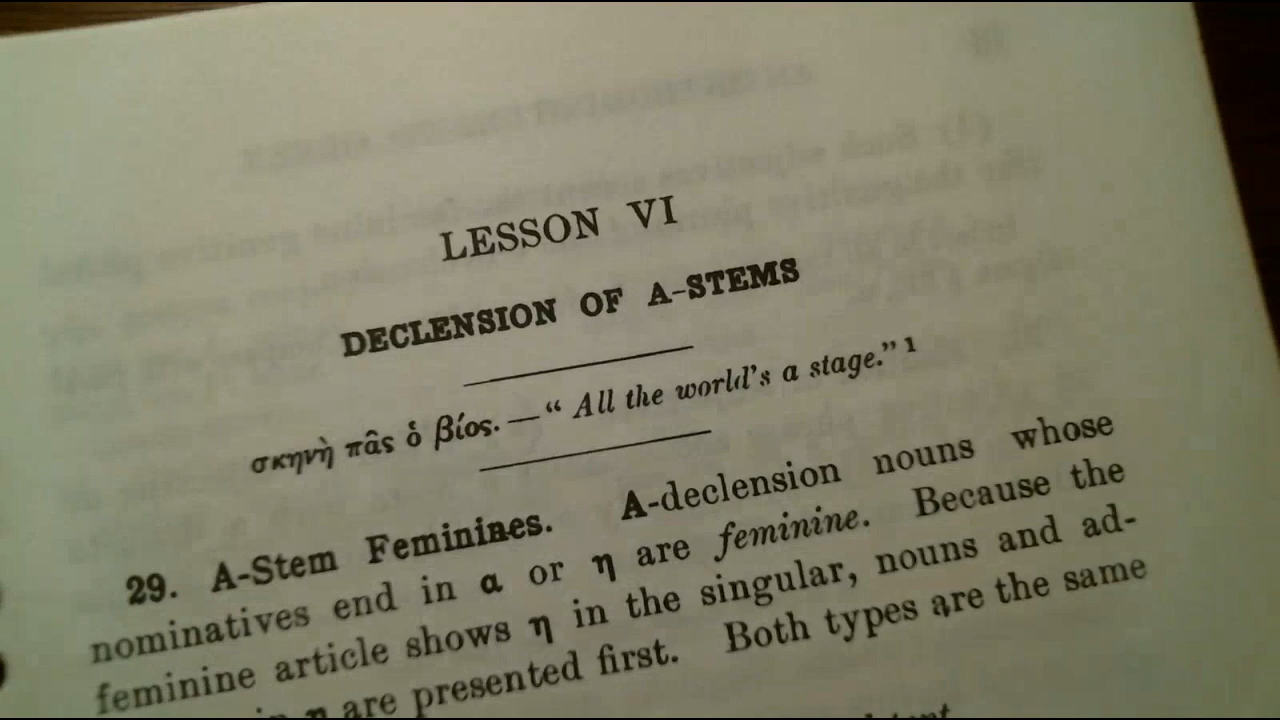 LESSON VI
DECLENSION OF A-STEMS
σκηνὴ πᾶς ὁ βίος.—“ All the world's a stage.” 1
29. A-Stem Feminines. A-declension nouns whose
nominatives end in α or η are feminine. Because the
feminine article shows η in the singular, nouns and ad-
in η are presented first. Both types are the same